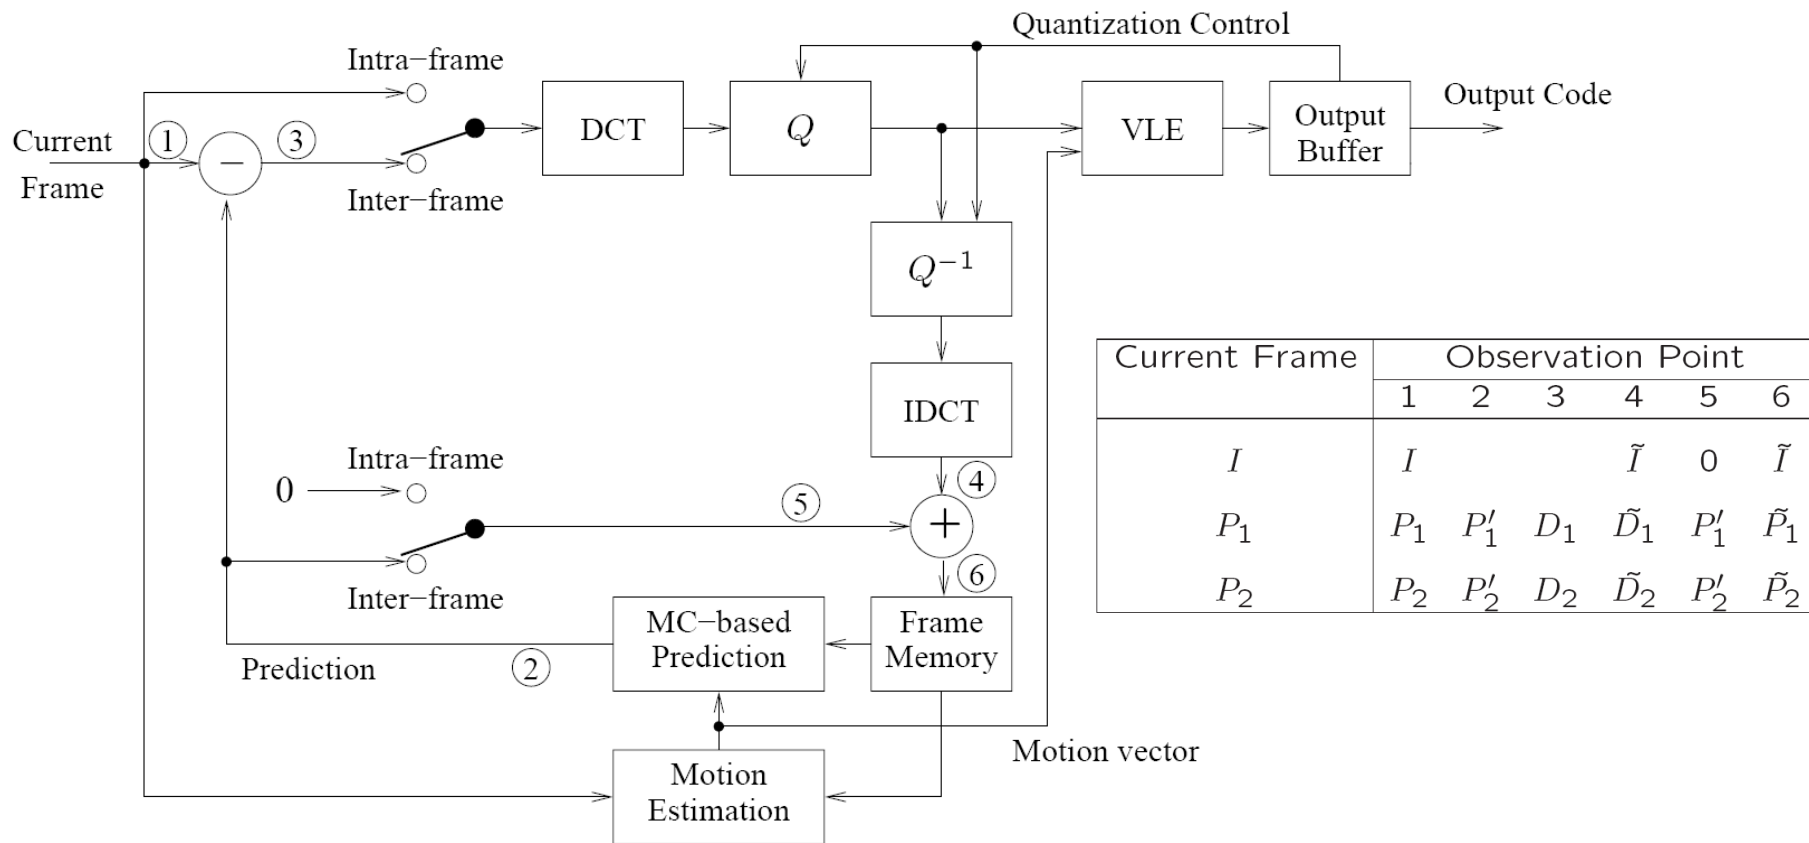 Quantization Control
Intra−frame
Current
Frame
①
−
③
Inter−frame
DCT
Q
VLE
Output
Buffer
Output Code
Q⁻¹
IDCT
④
Intra−frame
0
⑤
+
Inter−frame
⑥
MC−based
Prediction
Frame
Memory
Prediction
②
Motion vector
Motion
Estimation
Current Frame Observation Point
1 2 3 4 5 6
I I Ĩ 0 Ĩ
P₁ P₁ P′₁ D₁ D̃₁ P′₁ P̃₁
P₂ P₂ P′₂ D₂ D̃₂ P′₂ P̃₂